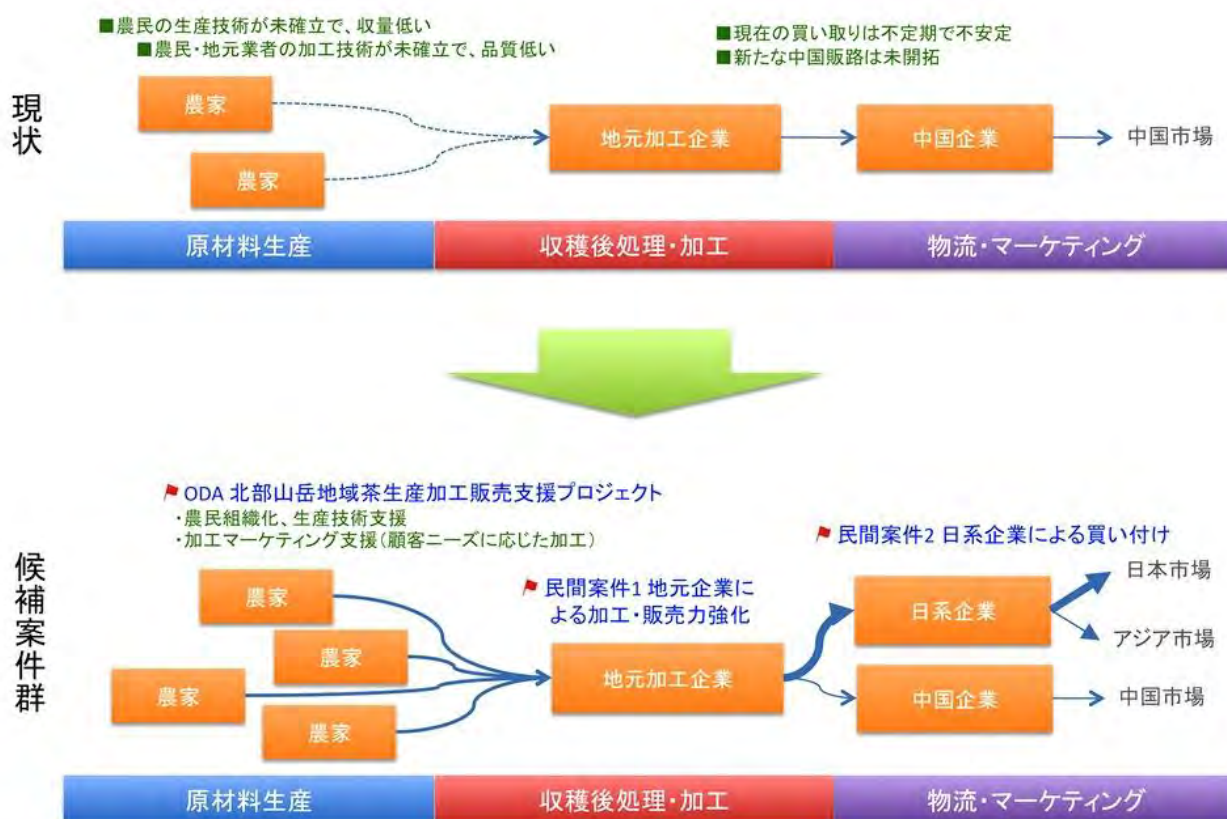 ■農民の生産技術が未確立で、収量低い
■農民・地元業者の加工技術が未確立で、品質低い
■現在の買い取りは不定期で不安定
■新たな中国販路は未開拓
現状
農家
農家
地元加工企業
中国企業
中国市場
原材料生産
収穫後処理・加工
物流・マーケティング
ODA 北部山岳地域茶生産加工販売支援プロジェクト
・農民組織化、生産技術支援
・加工マーケティング支援(顧客ニーズに応じた加工)
民間案件1 地元企業に
よる加工・販売力強化
民間案件2 日系企業による買い付け
候補案件群
農家
農家
農家
農家
地元加工企業
日系企業
中国企業
日本市場
アジア市場
中国市場
原材料生産
収穫後処理・加工
物流・マーケティング